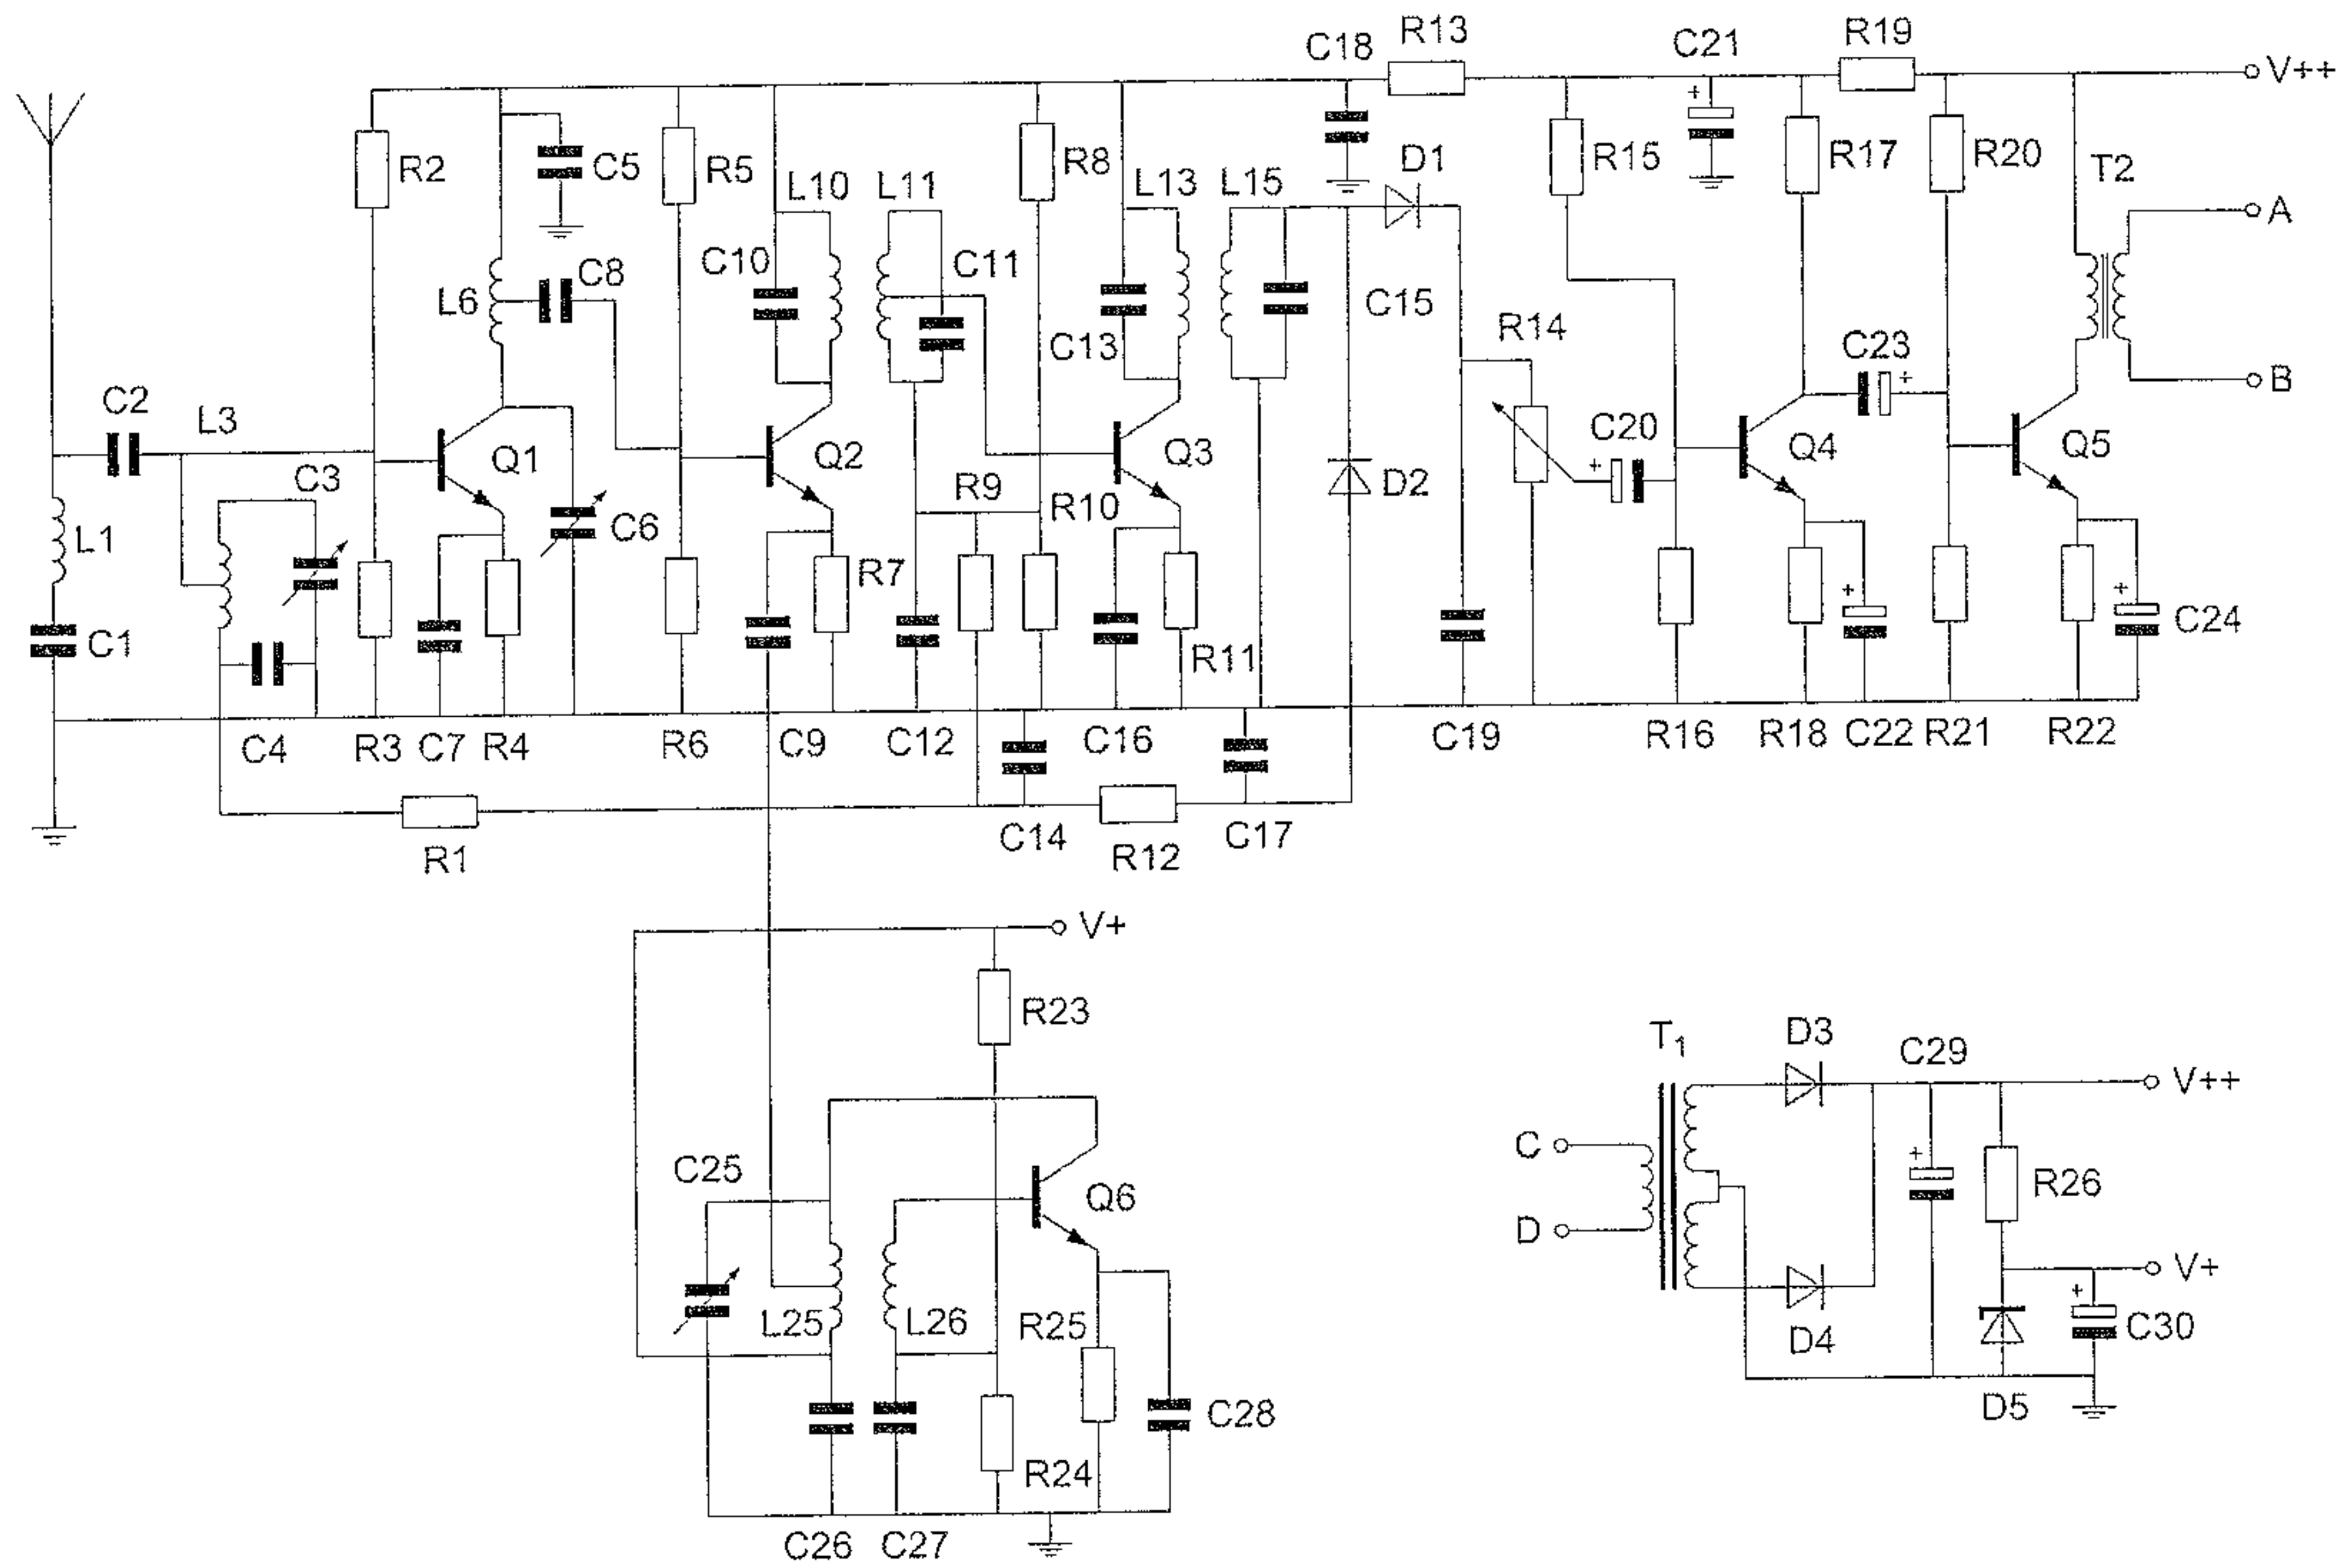 R13
R19
C18
C21
V++
R2
C5
R5
R8
D1
R15
R17
R20
T2
L10
L11
L13
L15
A
C8
C10
C11
L6
C15
R14
C13
C23
B
C2
L3
C20
Q1
Q2
Q3
Q4
Q5
C3
R9
D2
R10
C6
L1
R7
C1
R11
C24
C4
R3
C7
R4
R6
C9
C12
C16
C19
R16
R18
C22
R21
R22
R1
C14
R12
C17
V+
R23
T1
D3
C29
V++
C
C25
Q6
R26
D
V+
L25
L26
R25
D4
C30
C28
D5
R24
C26
C27